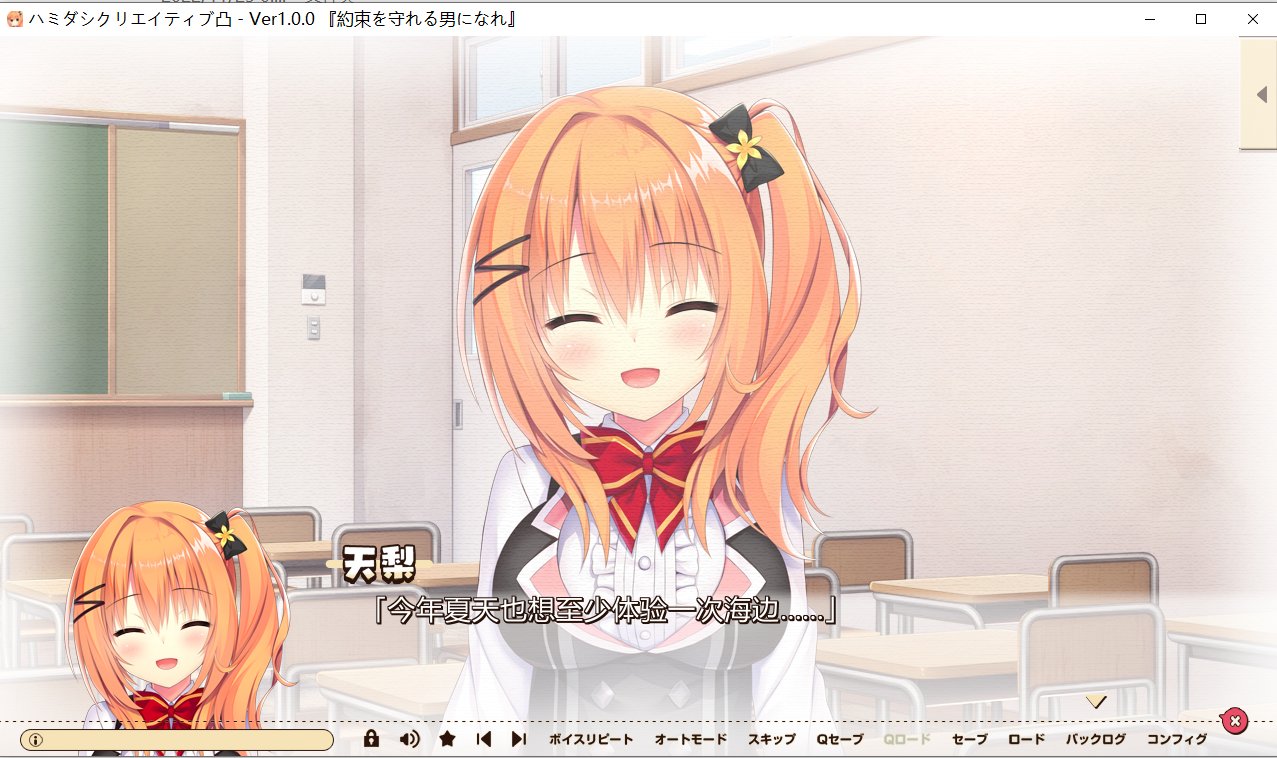 ハミダシクリエイティブ凸 - Ver1.0.0 『約束を守れる男になれ』
天梨
「今年夏天也想至少体验一次海边......」
ボイスリピート オートモード スキップ Qセーブ Qロード セーブ ロード バックログ コンフィグ